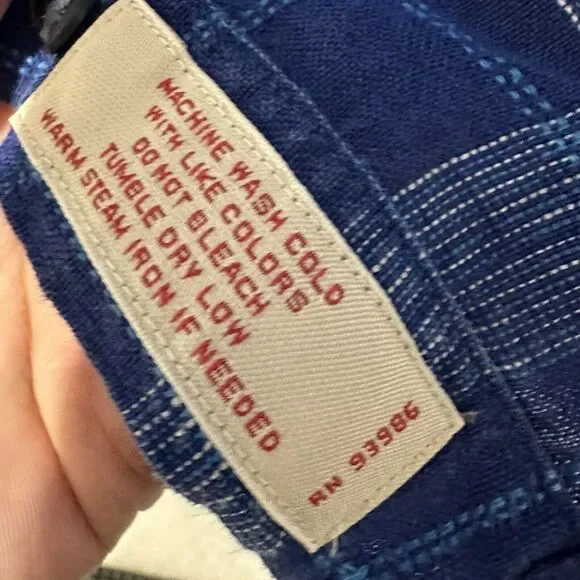 MACHINE WASH COLD
WITH LIKE COLORS
DO NOT BLEACH
TUMBLE DRY LOW
WARM STEAM IRON IF NEEDED
RN 93986